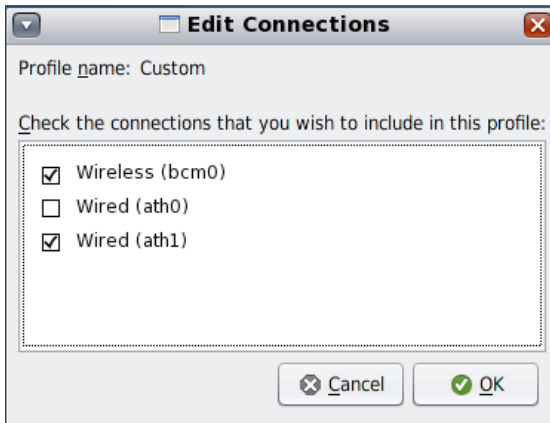 Edit Connections
Profile name: Custom
Check the connections that you wish to include in this profile:
Wireless (bcm0)
Wired (ath0)
Wired (ath1)
Cancel OK